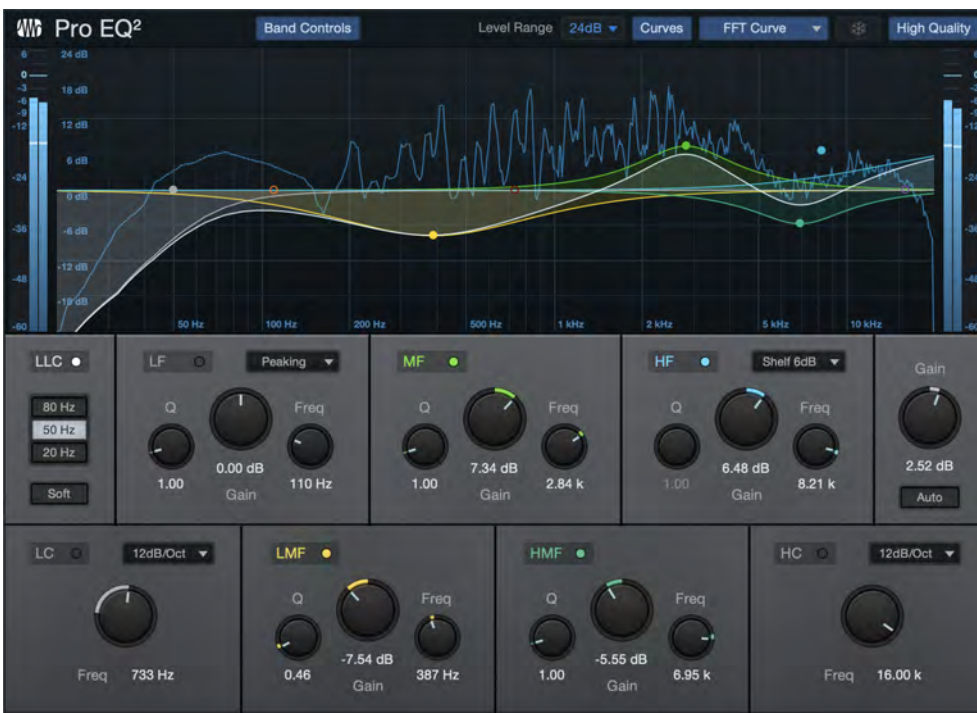 Pro EQ²
Band Controls
Level Range 24dB Curves FFT Curve High Quality
6 24 dB
0
-3 18 dB
-6
-9
-12 12 dB
6 dB
-24
0 dB
-36 -6 dB
-12 dB
-48
-18 dB
-60 50 Hz 100 Hz 200 Hz 500 Hz 1 kHz 2 kHz 5 kHz 10 kHz
LLC LF Peaking MF HF Shelf 6dB Gain
80 Hz
50 Hz
20 Hz
Soft
Q Freq
1.00 0.00 dB 110 Hz
Gain
Q Freq
1.00 7.34 dB 2.84 k
Gain
Q Freq
1.00 6.48 dB 8.21 k
Gain
2.52 dB
Auto
LC 12dB/Oct LMF HMF HC 12dB/Oct
Freq 733 Hz
Q Freq
0.46 -7.54 dB 387 Hz
Gain
Q Freq
1.00 -5.55 dB 6.95 k
Gain
Freq 16.00 k